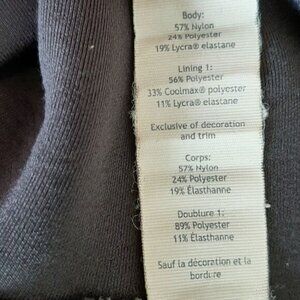 Body:
57% Nylon
24% Polyester
19% Lycra® elastane
Lining 1:
56% Polyester
33% Coolmax® polyester
11% Lycra® elastane
Exclusive of decoration
and trim
Corps:
57% Nylon
24% Polyester
19% Élasthanne
Doublure 1:
89% Polyester
11% Élasthanne
Sauf la décoration et la
bordure